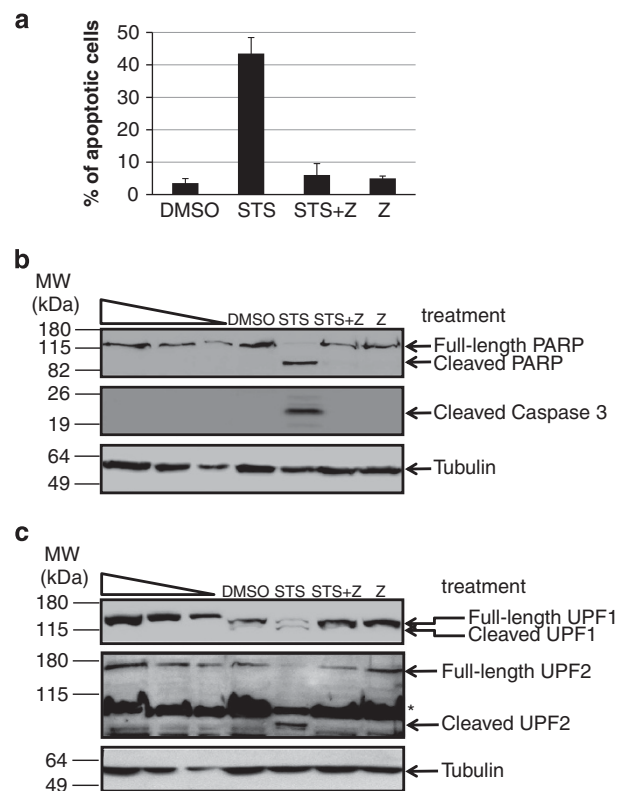 a
% of apoptotic cells
50
40
30
20
10
0
DMSO STS STS+Z Z
b
MW
(kDa)
DMSO STS STS+Z Z treatment
180
115
82
Full-length PARP
Cleaved PARP
26
19
Cleaved Caspase 3
64
49
Tubulin
c
MW
(kDa)
DMSO STS STS+Z Z treatment
180
115
Full-length UPF1
Cleaved UPF1
180
115
Full-length UPF2
*
Cleaved UPF2
64
49
Tubulin